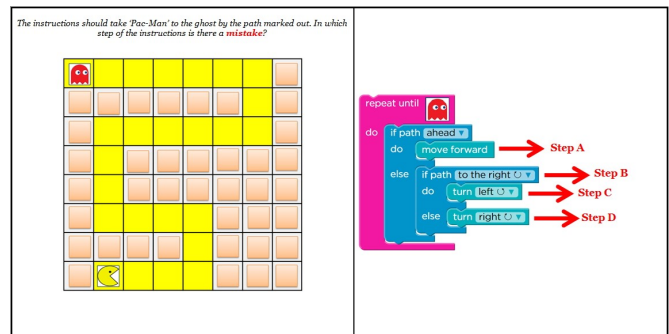 The instructions should take 'Pac-Man' to the ghost by the path marked out. In which
step of the instructions is there a mistake?
repeat until
do if path ahead ▼
do move forward Step A
else if path to the right ↻ ▼ Step B
do turn left ↺ ▼ Step C
else turn right ↻ ▼ Step D